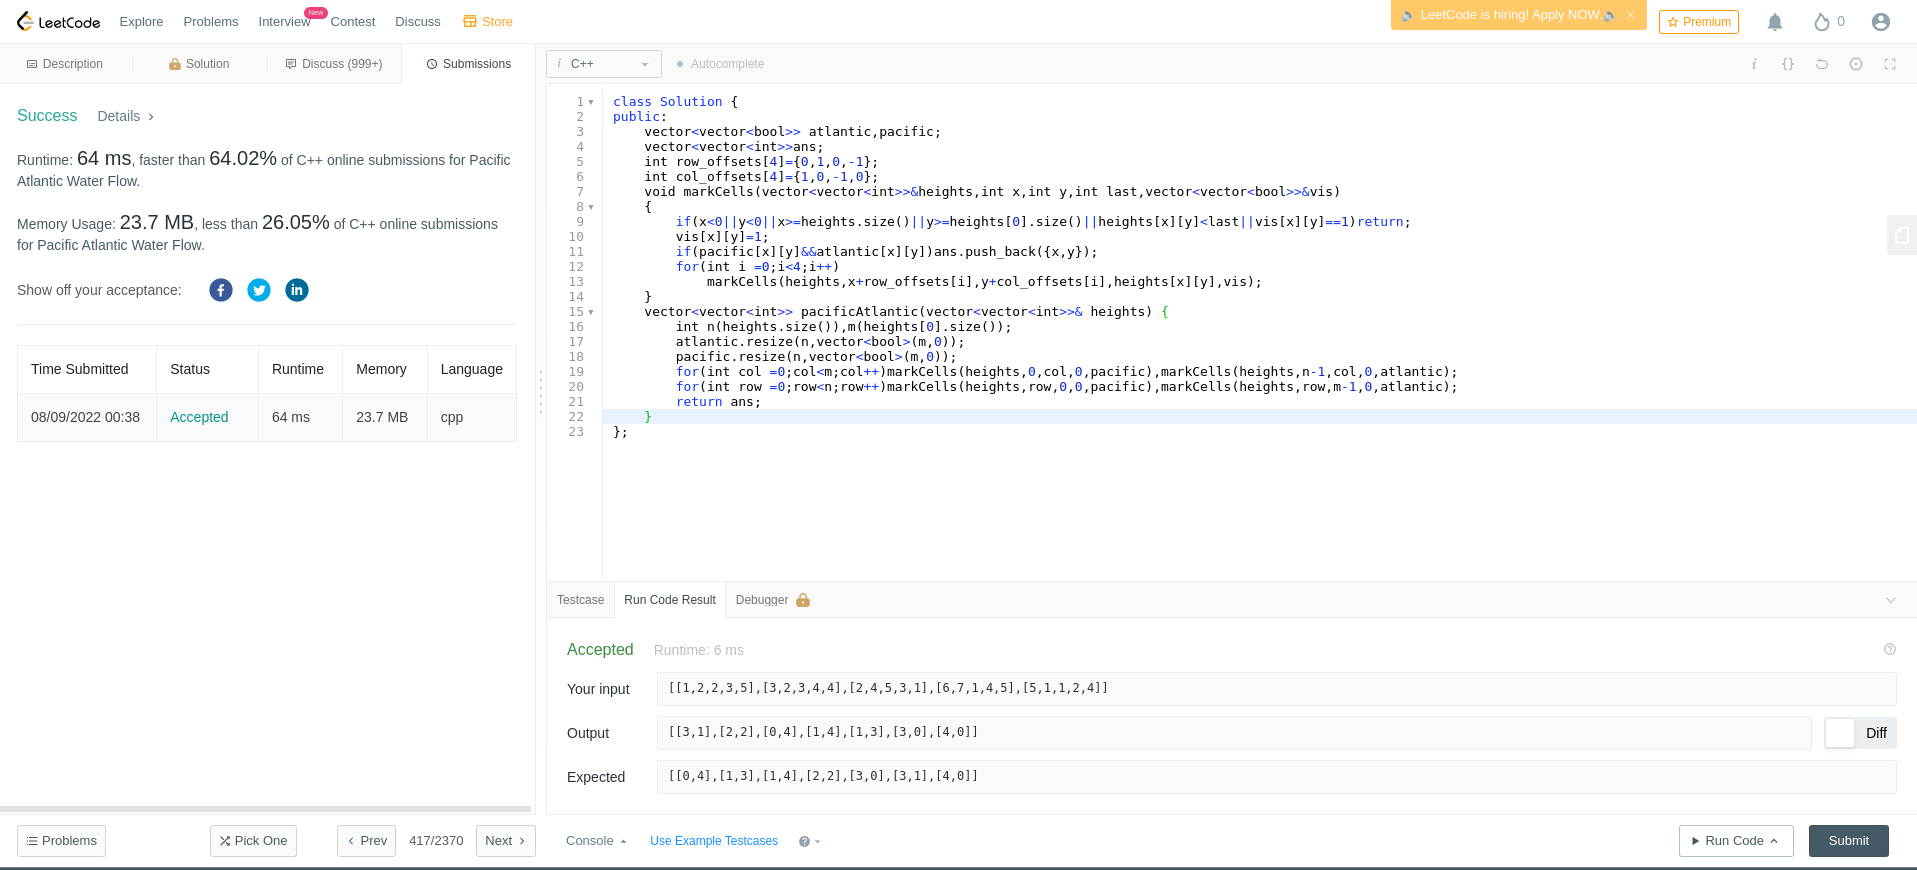 LeetCode Explore Problems Interview New Contest Discuss Store LeetCode is hiring! Apply NOW. Premium 0
Description Solution Discuss (999+) Submissions
Success Details
Runtime: 64 ms, faster than 64.02% of C++ online submissions for Pacific
Atlantic Water Flow.
Memory Usage: 23.7 MB, less than 26.05% of C++ online submissions
for Pacific Atlantic Water Flow.
Show off your acceptance:
Time Submitted Status Runtime Memory Language
08/09/2022 00:38 Accepted 64 ms 23.7 MB cpp
Problems Pick One Prev 417/2370 Next
i C++ Autocomplete i {}
1 class Solution {
2 public:
3 vector<vector<bool>> atlantic,pacific;
4 vector<vector<int>>ans;
5 int row_offsets[4]={0,1,0,-1};
6 int col_offsets[4]={1,0,-1,0};
7 void markCells(vector<vector<int>>&heights,int x,int y,int last,vector<vector<bool>>&vis)
8 {
9 if(x<0||y<0||x>=heights.size()||y>=heights[0].size()||heights[x][y]<last||vis[x][y]==1)return;
10 vis[x][y]=1;
11 if(pacific[x][y]&&atlantic[x][y])ans.push_back({x,y});
12 for(int i =0;i<4;i++)
13 markCells(heights,x+row_offsets[i],y+col_offsets[i],heights[x][y],vis);
14 }
15 vector<vector<int>> pacificAtlantic(vector<vector<int>>& heights) {
16 int n(heights.size()),m(heights[0].size());
17 atlantic.resize(n,vector<bool>(m,0));
18 pacific.resize(n,vector<bool>(m,0));
19 for(int col =0;col<m;col++)markCells(heights,0,col,0,pacific),markCells(heights,n-1,col,0,atlantic);
20 for(int row =0;row<n;row++)markCells(heights,row,0,0,pacific),markCells(heights,row,m-1,0,atlantic);
21 return ans;
22 }
23 };
Testcase Run Code Result Debugger
Accepted Runtime: 6 ms
Your input [[1,2,2,3,5],[3,2,3,4,4],[2,4,5,3,1],[6,7,1,4,5],[5,1,1,2,4]]
Output [[3,1],[2,2],[0,4],[1,4],[1,3],[3,0],[4,0]] Diff
Expected [[0,4],[1,3],[1,4],[2,2],[3,0],[3,1],[4,0]]
Console Use Example Testcases Run Code Submit